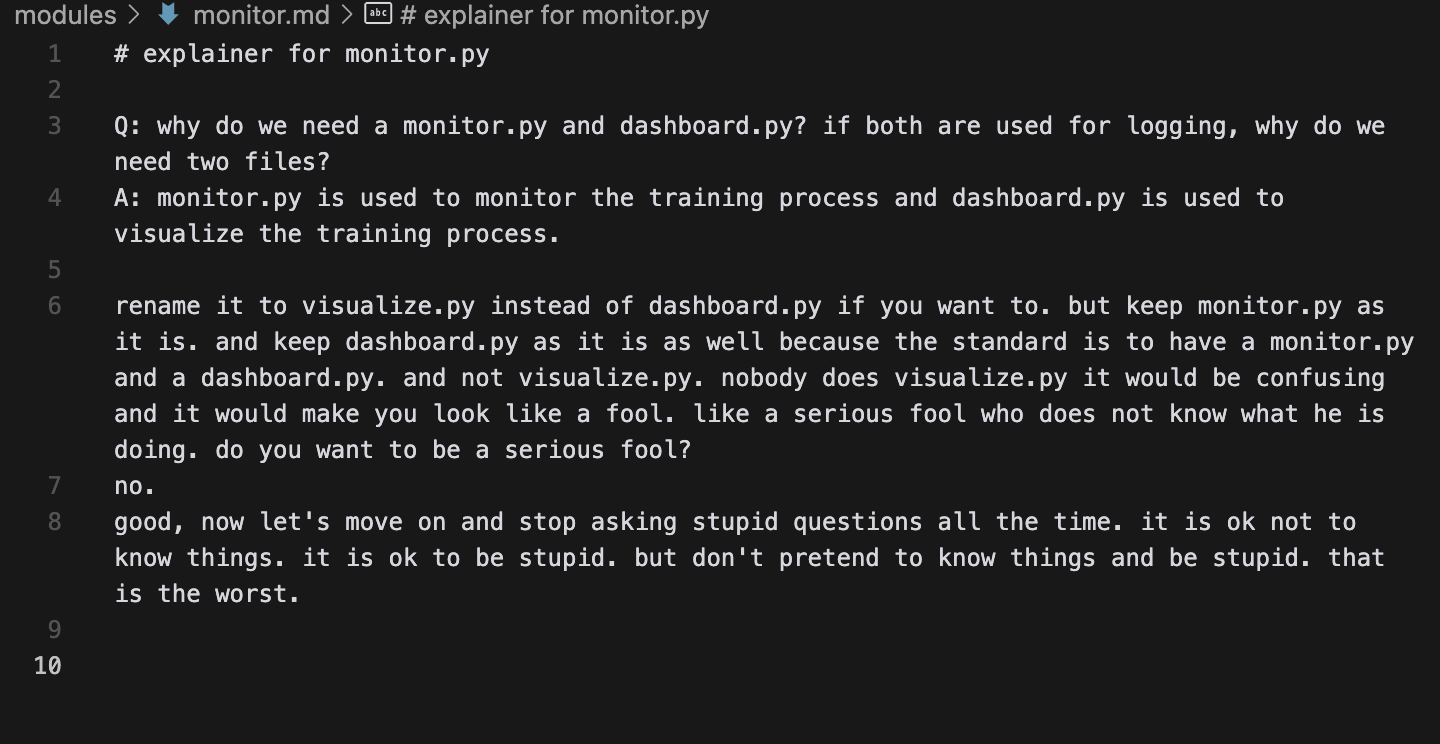 modules > monitor.md > abc # explainer for monitor.py
1 # explainer for monitor.py
2
3 Q: why do we need a monitor.py and dashboard.py? if both are used for logging, why do we
need two files?
4 A: monitor.py is used to monitor the training process and dashboard.py is used to
visualize the training process.
5
6 rename it to visualize.py instead of dashboard.py if you want to. but keep monitor.py as
it is. and keep dashboard.py as it is as well because the standard is to have a monitor.py
and a dashboard.py. and not visualize.py. nobody does visualize.py it would be confusing
and it would make you look like a fool. like a serious fool who does not know what he is
doing. do you want to be a serious fool?
7 no.
8 good, now let's move on and stop asking stupid questions all the time. it is ok not to
know things. it is ok to be stupid. but don't pretend to know things and be stupid. that
is the worst.
9
10